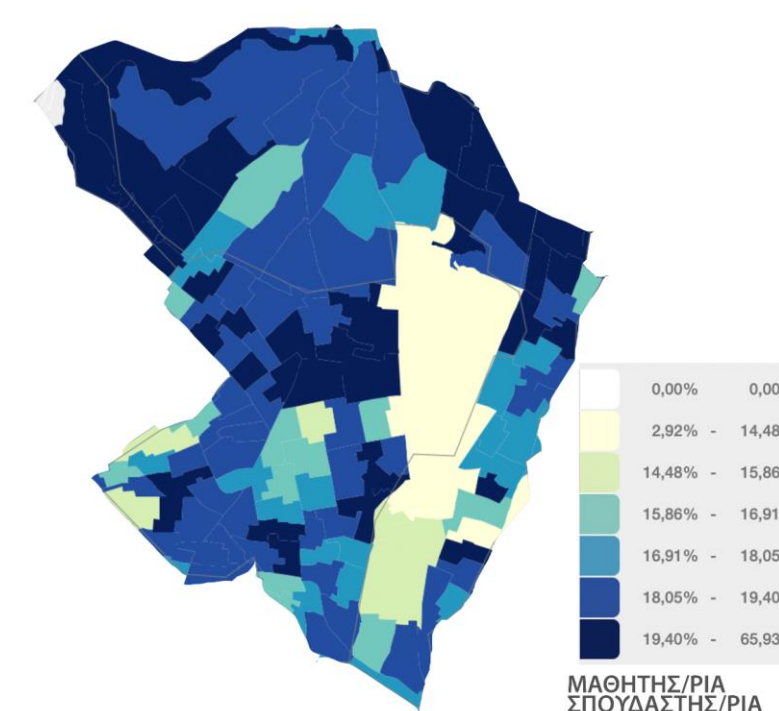 0,00% 0,00
2,92% - 14,48
14,48% - 15,86
15,86% - 16,91
16,91% - 18,05
18,05% - 19,40
19,40% - 65,93
ΜΑΘΗΤΗΣ/ΡΙΑ
ΣΠΟΥΔΑΣΤΗΣ/ΡΙΑ